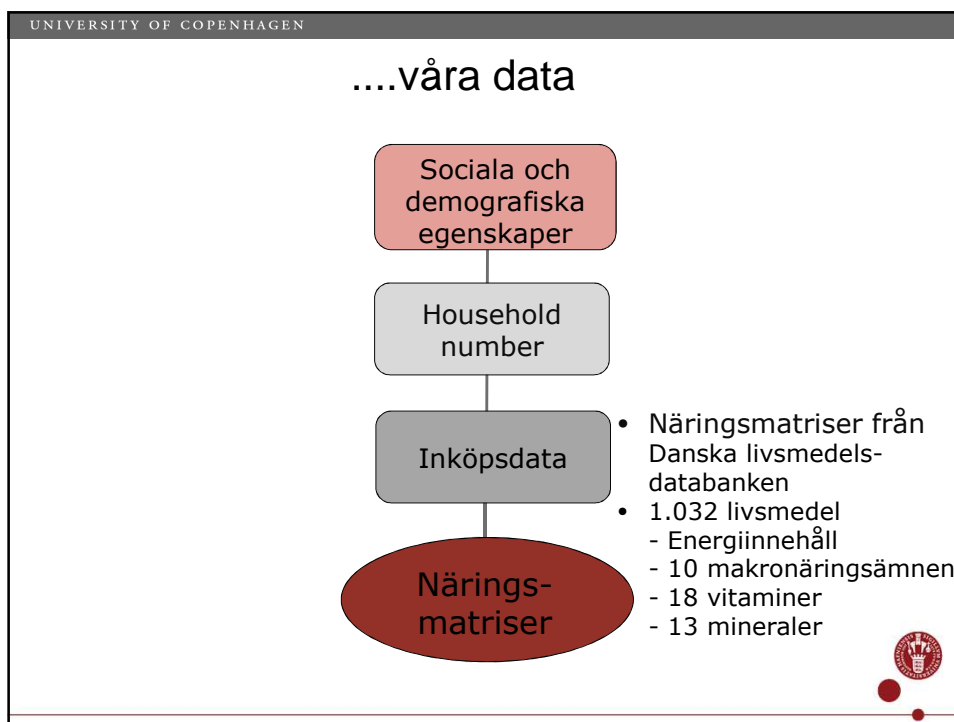 UNIVERSITY OF COPENHAGEN
....våra data
Sociala och
demografiska
egenskaper
Household
number
Inköpsdata
Närings-
matriser
• Näringsmatriser från
Danska livsmedels-
databanken
• 1.032 livsmedel
- Energiinnehåll
- 10 makronäringsämnen
- 18 vitaminer
- 13 mineraler